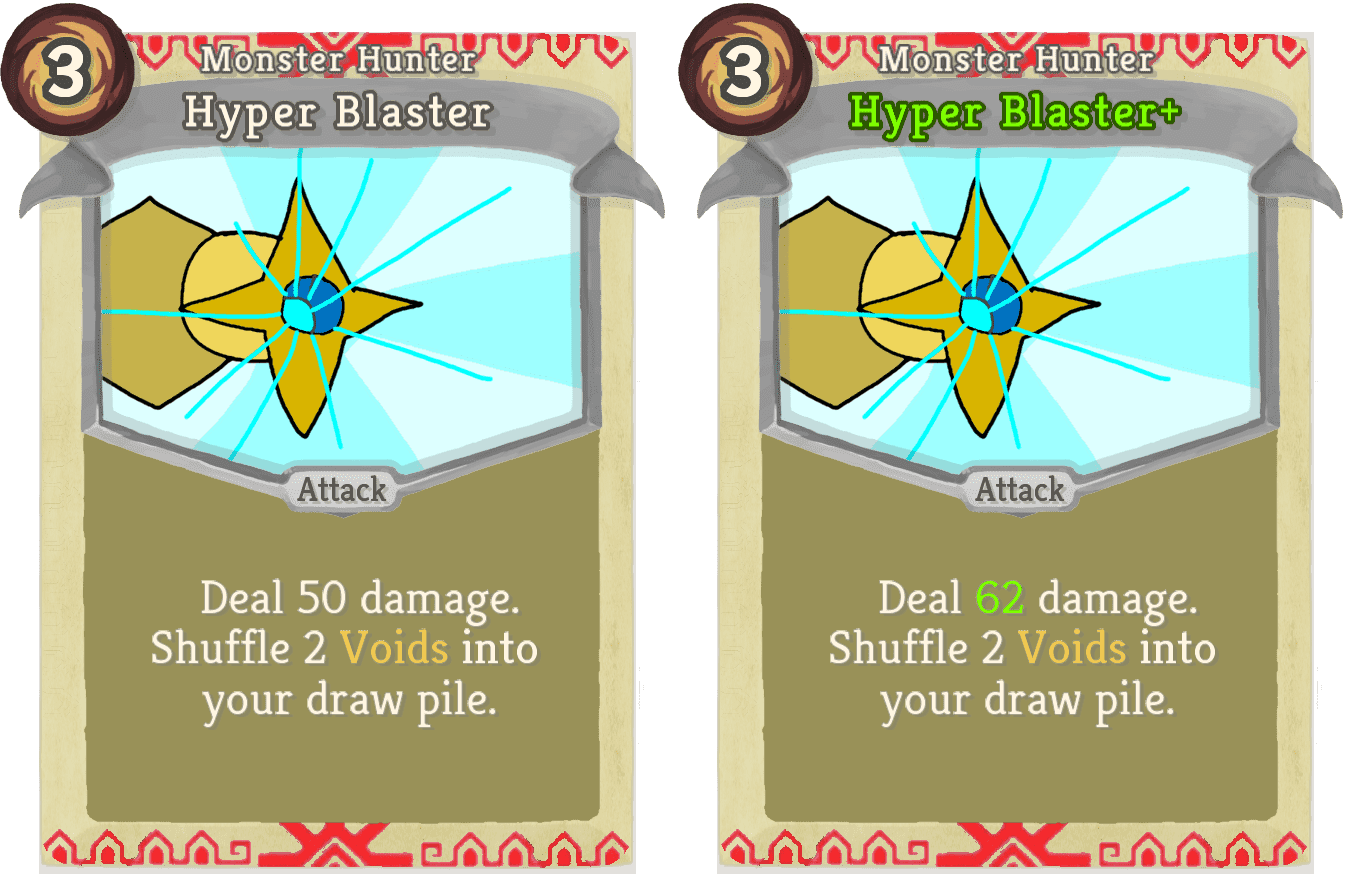 3
Monster Hunter
Hyper Blaster
Attack
Deal 50 damage.
Shuffle 2 Voids into
your draw pile.
3
Monster Hunter
Hyper Blaster+
Attack
Deal 62 damage.
Shuffle 2 Voids into
your draw pile.